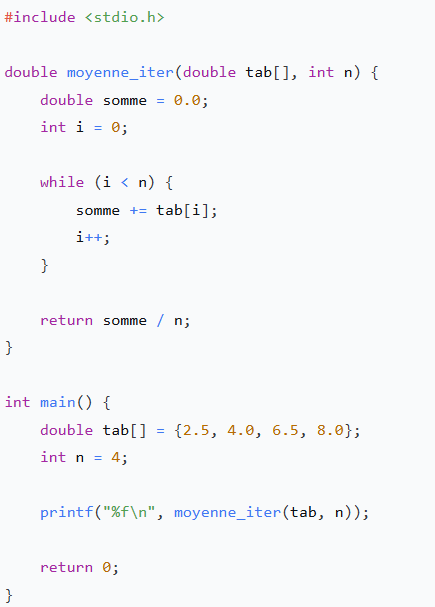 #include <stdio.h>

double moyenne_iter(double tab[], int n) {
    double somme = 0.0;
    int i = 0;

    while (i < n) {
        somme += tab[i];
        i++;
    }

    return somme / n;
}

int main() {
    double tab[] = {2.5, 4.0, 6.5, 8.0};
    int n = 4;

    printf("%f\n", moyenne_iter(tab, n));

    return 0;
}